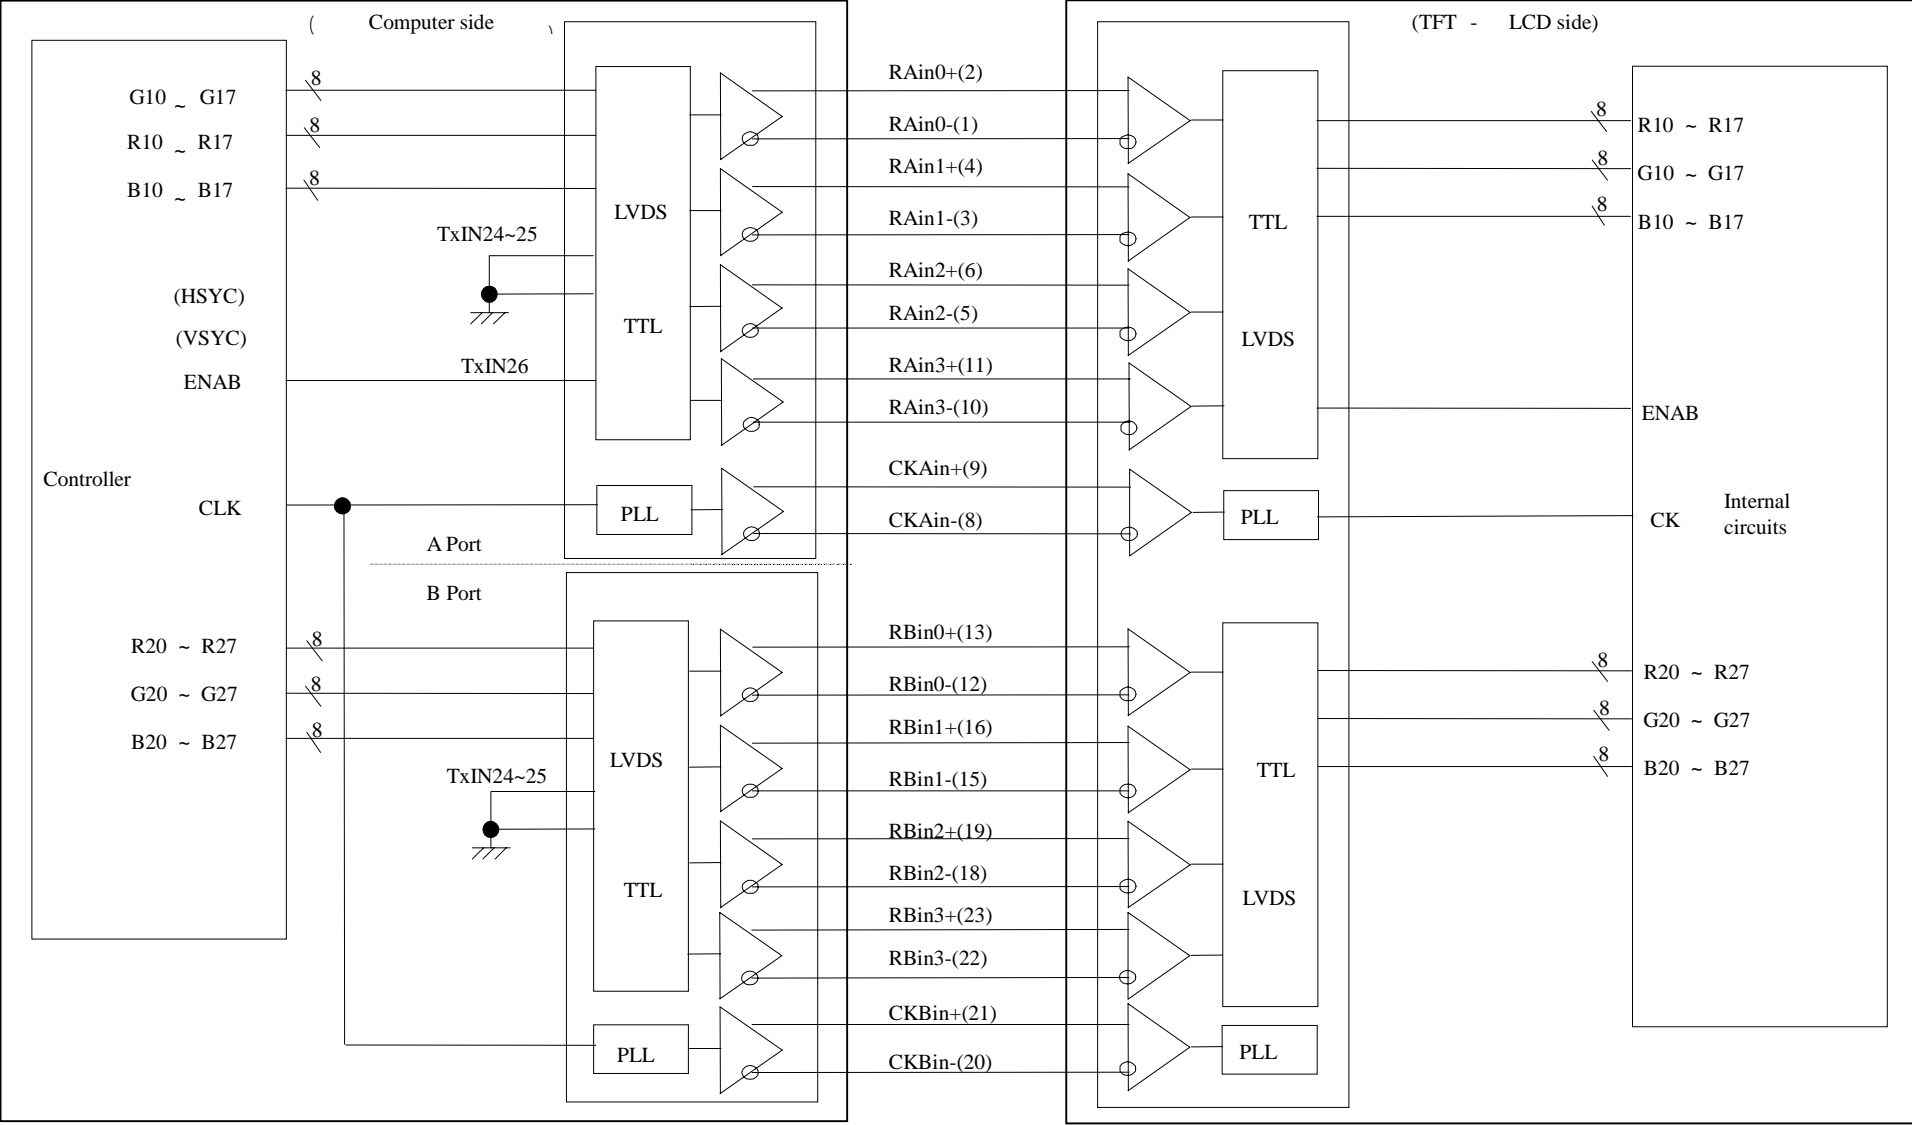 ( Computer side )
(TFT - LCD side)
G10 ~ G17
8
R10 ~ R17
8
B10 ~ B17
8
TxIN24~25
(HSYC)
(VSYC)
ENAB
TxIN26
Controller
CLK
A Port
B Port
R20 ~ R27
8
G20 ~ G27
8
B20 ~ B27
8
TxIN24~25
LVDS
TTL
PLL
LVDS
TTL
PLL
RAin0+(2)
RAin0-(1)
RAin1+(4)
RAin1-(3)
RAin2+(6)
RAin2-(5)
RAin3+(11)
RAin3-(10)
CKAin+(9)
CKAin-(8)
RBin0+(13)
RBin0-(12)
RBin1+(16)
RBin1-(15)
RBin2+(19)
RBin2-(18)
RBin3+(23)
RBin3-(22)
CKBin+(21)
CKBin-(20)
TTL
LVDS
PLL
TTL
LVDS
PLL
8
R10 ~ R17
8
G10 ~ G17
8
B10 ~ B17
ENAB
CK
Internal
circuits
8
R20 ~ R27
8
G20 ~ G27
8
B20 ~ B27